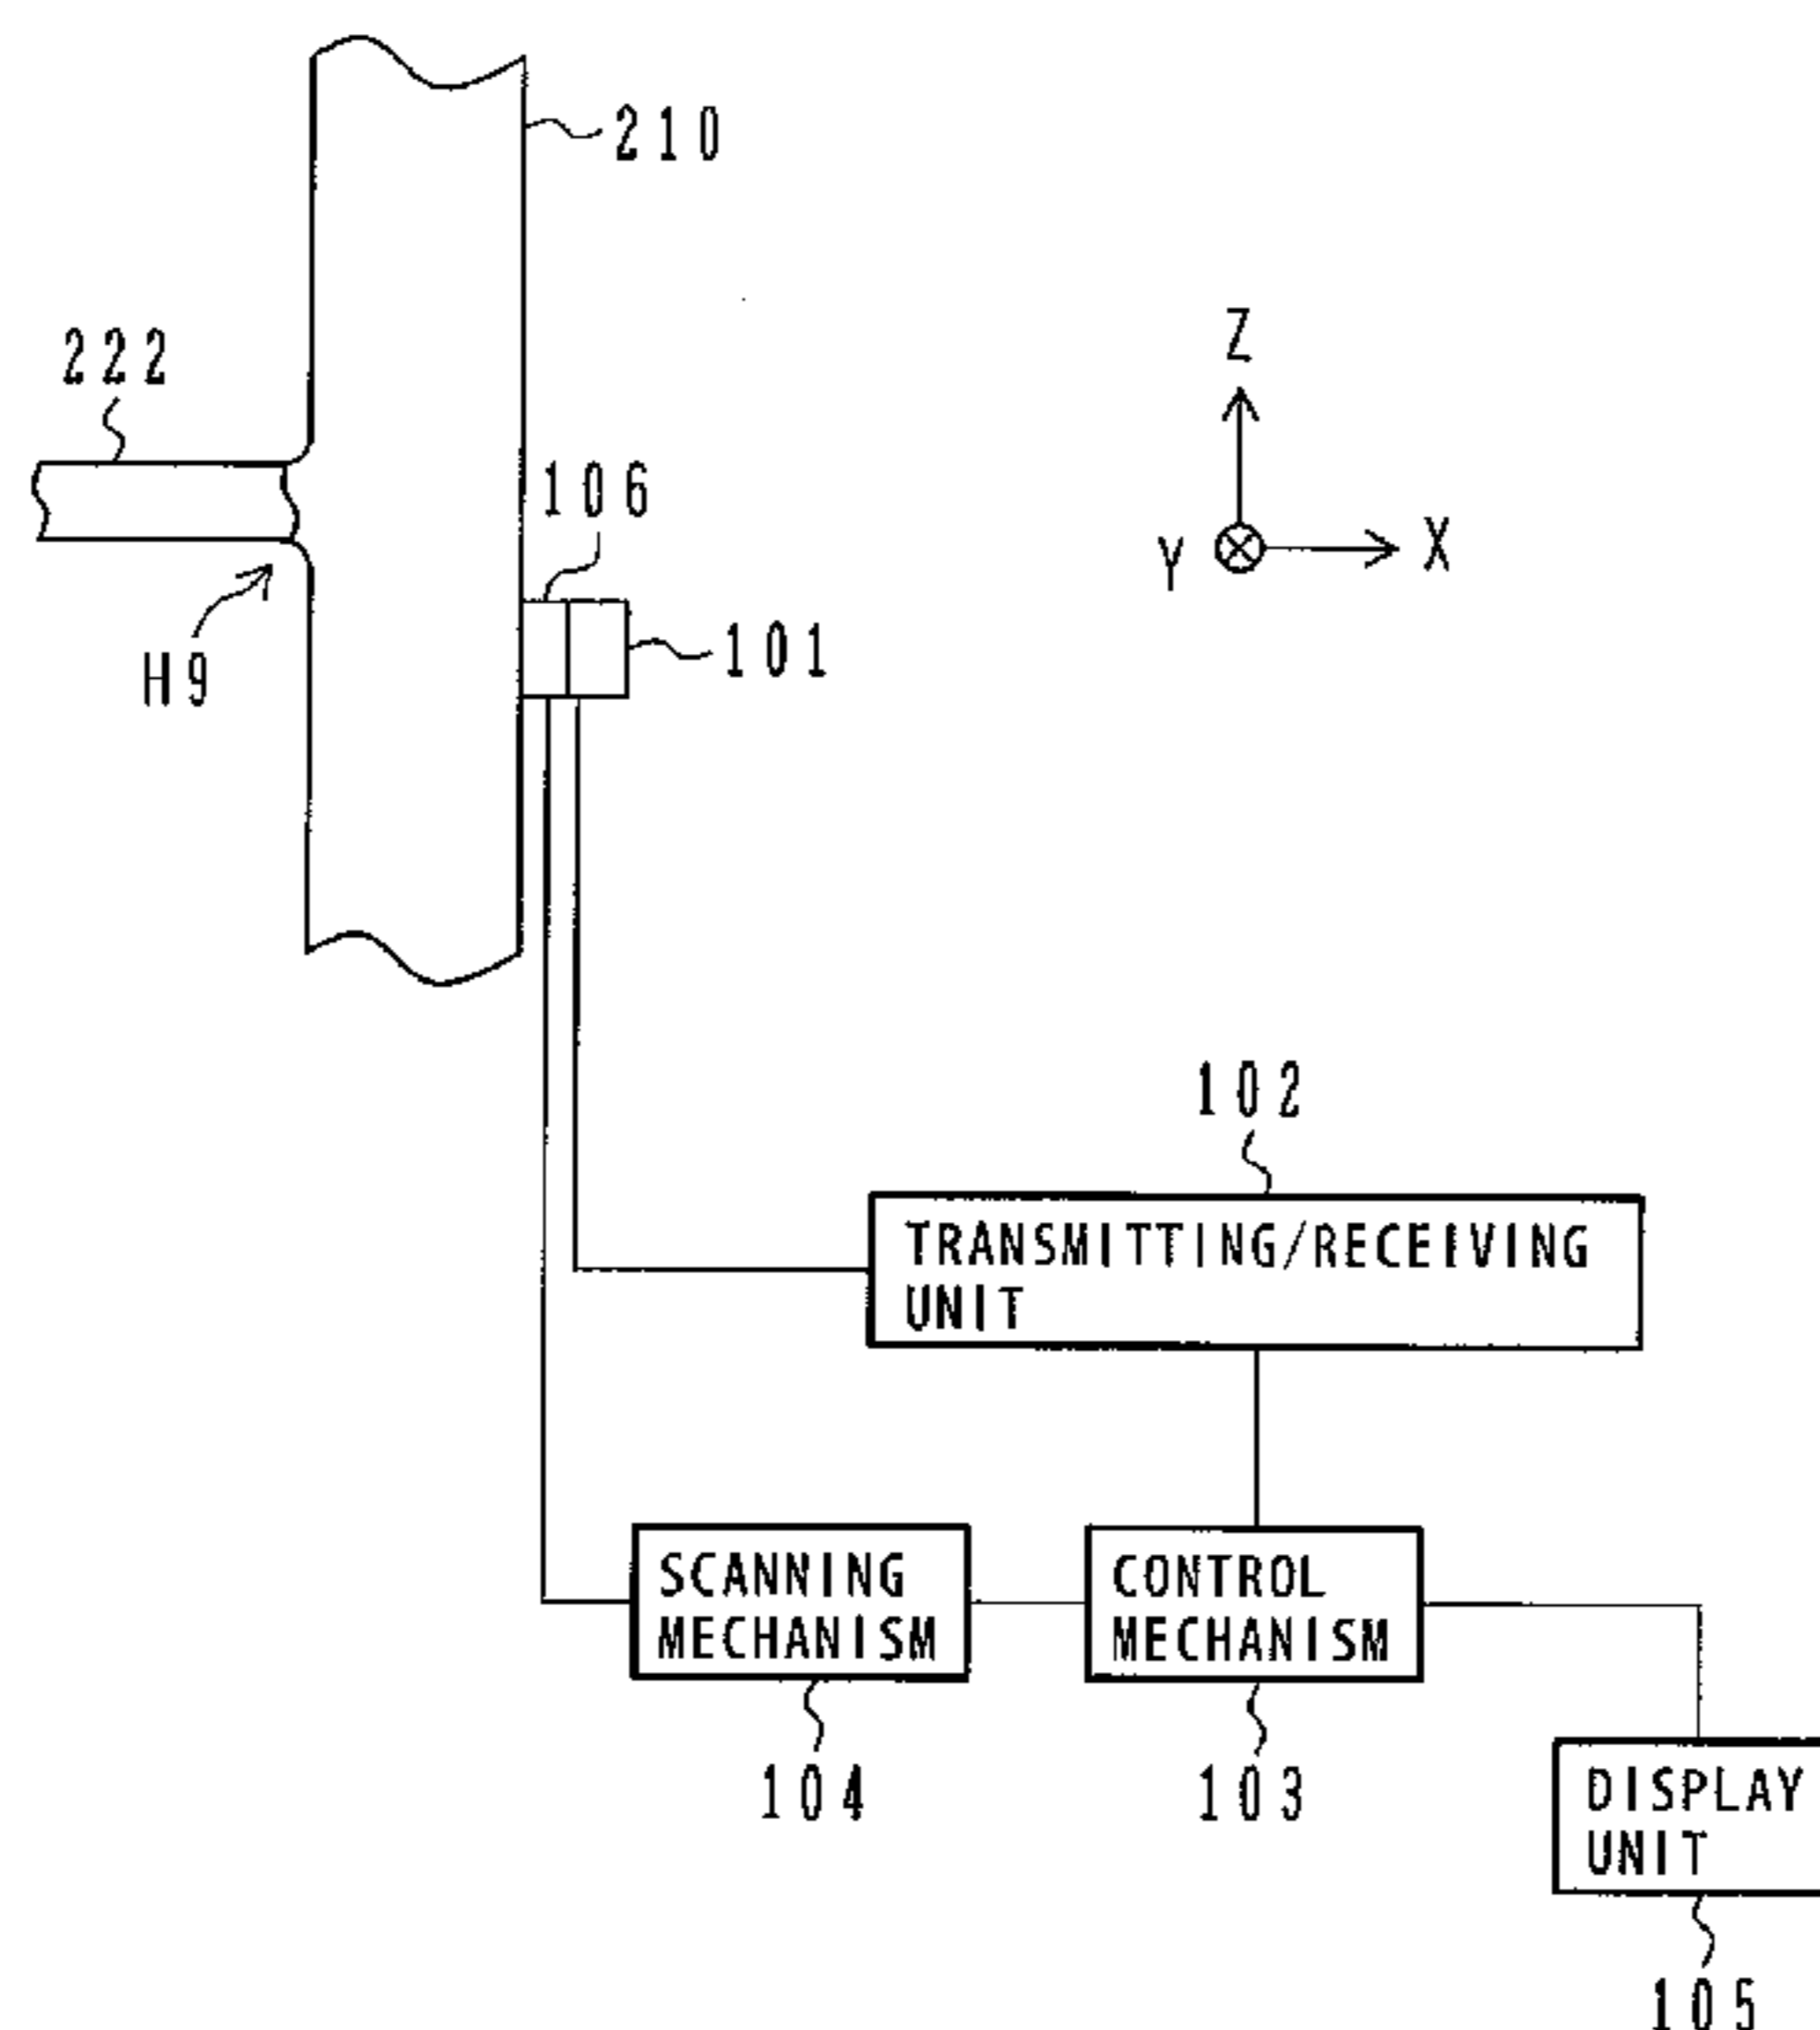 210
Z
222
106
Y
X
101
H9
102
TRANSMITTING/RECEIVING
UNIT
SCANNING
MECHANISM
CONTROL
MECHANISM
104
103
DISPLAY
UNIT
105